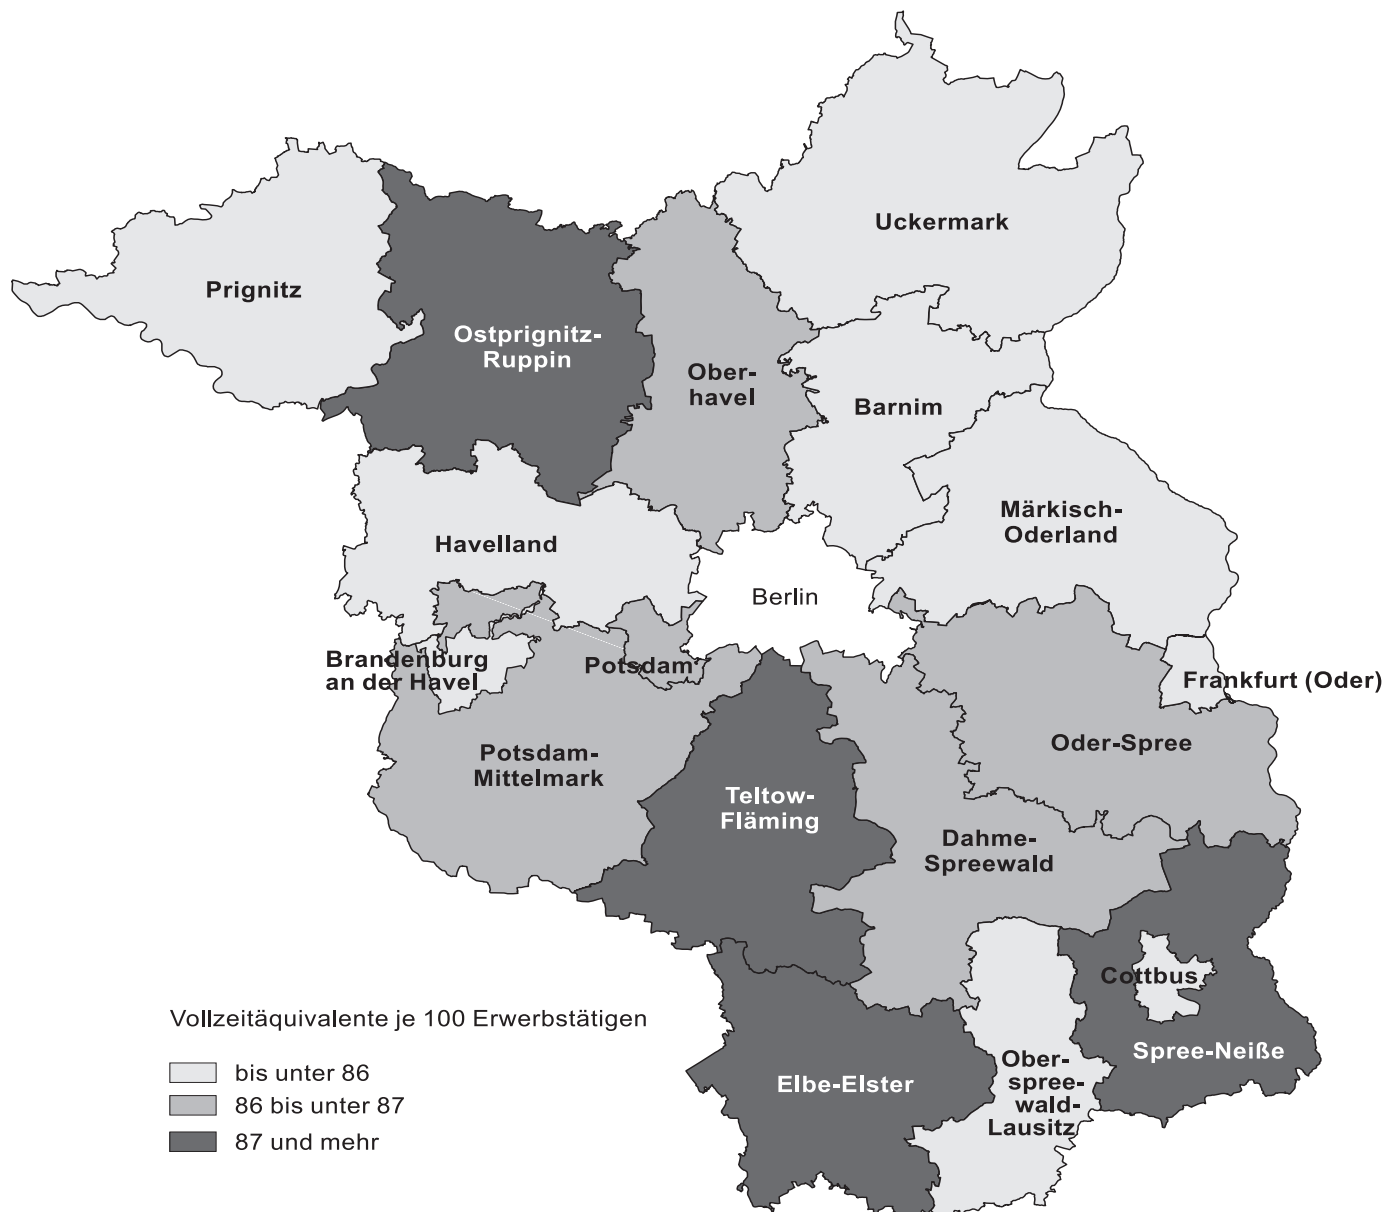 Uckermark
Prignitz
Ostprignitz-
Ruppin
Ober-
havel
Barnim
Märkisch-
Oderland
Havelland
Berlin
Brandenburg
an der Havel
Potsdam
Frankfurt (Oder)
Potsdam-
Mittelmark
Oder-Spree
Teltow-
Fläming
Dahme-
Spreewald
Cottbus
Spree-Neiße
Elbe-Elster
Ober-
spree-
wald-
Lausitz
Vollzeitäquivalente je 100 Erwerbstätigen
bis unter 86
86 bis unter 87
87 und mehr